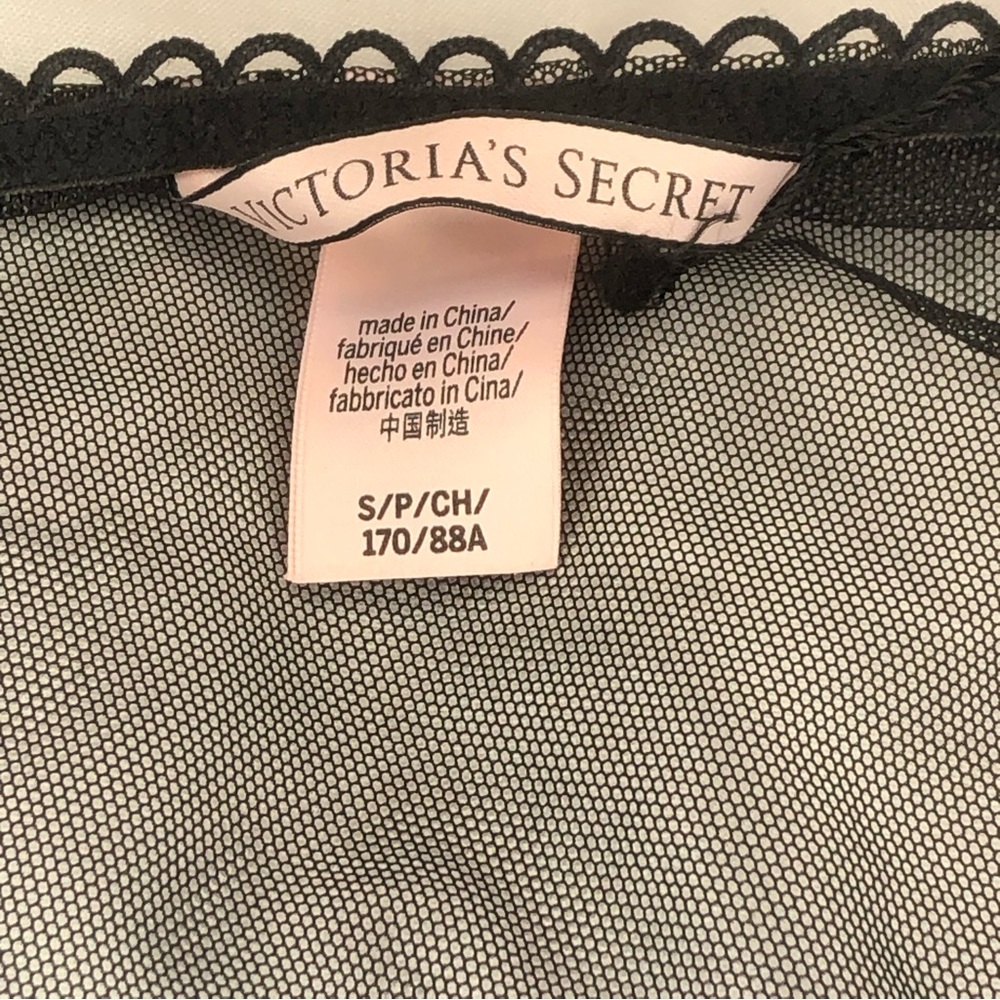 VICTORIA'S SECRET
made in China/
fabriqué en Chine/
hecho en China/
fabbricato in Cina/
中国制造
S/P/CH/
170/88A